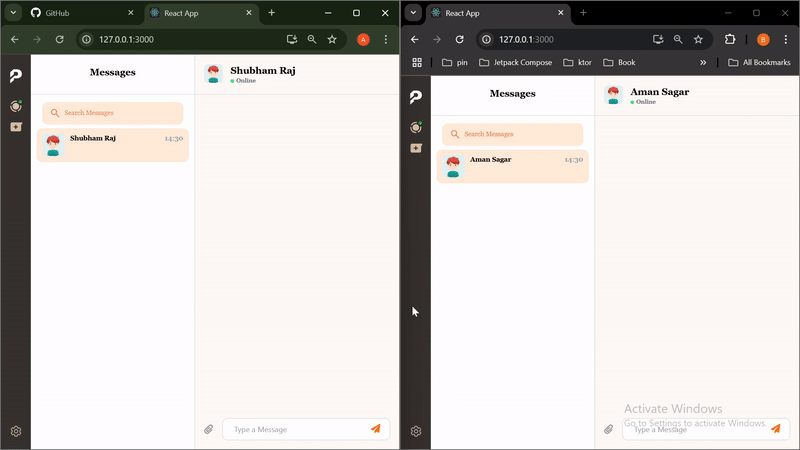 GitHub
React App
127.0.0.1:3000
A
Messages
Search Messages
Shubham Raj
14:30
Shubham Raj
Online
Type a Message
React App
127.0.0.1:3000
B
pin
Jetpack Compose
ktor
Book
»
All Bookmarks
Messages
Search Messages
Aman Sagar
14:30
Aman Sagar
Online
Activate Windows
Go to Settings to activate Windows.
Type a Message